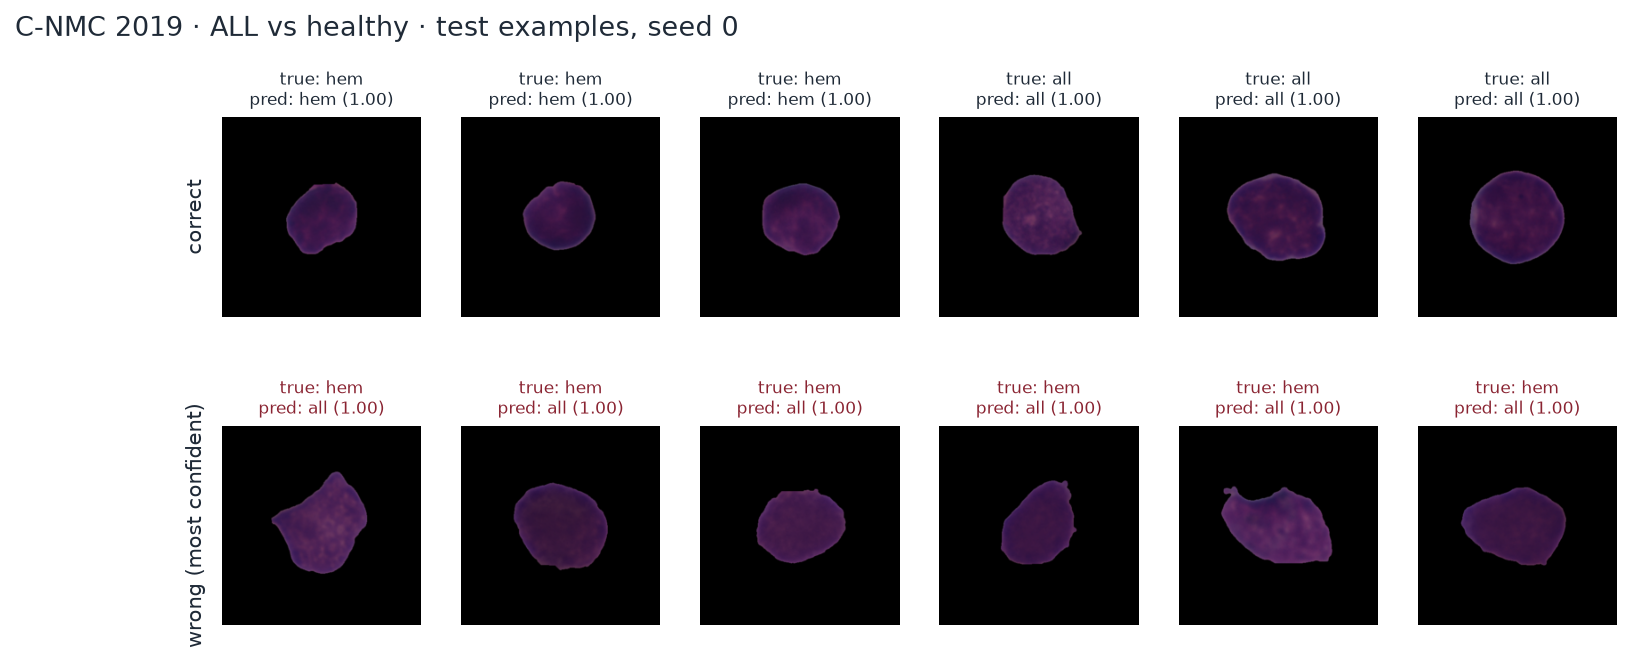 C-NMC 2019 · ALL vs healthy · test examples, seed 0
correct
true: hem
pred: hem (1.00)
true: hem
pred: hem (1.00)
true: hem
pred: hem (1.00)
true: all
pred: all (1.00)
true: all
pred: all (1.00)
true: all
pred: all (1.00)
wrong (most confident)
true: hem
pred: all (1.00)
true: hem
pred: all (1.00)
true: hem
pred: all (1.00)
true: hem
pred: all (1.00)
true: hem
pred: all (1.00)
true: hem
pred: all (1.00)